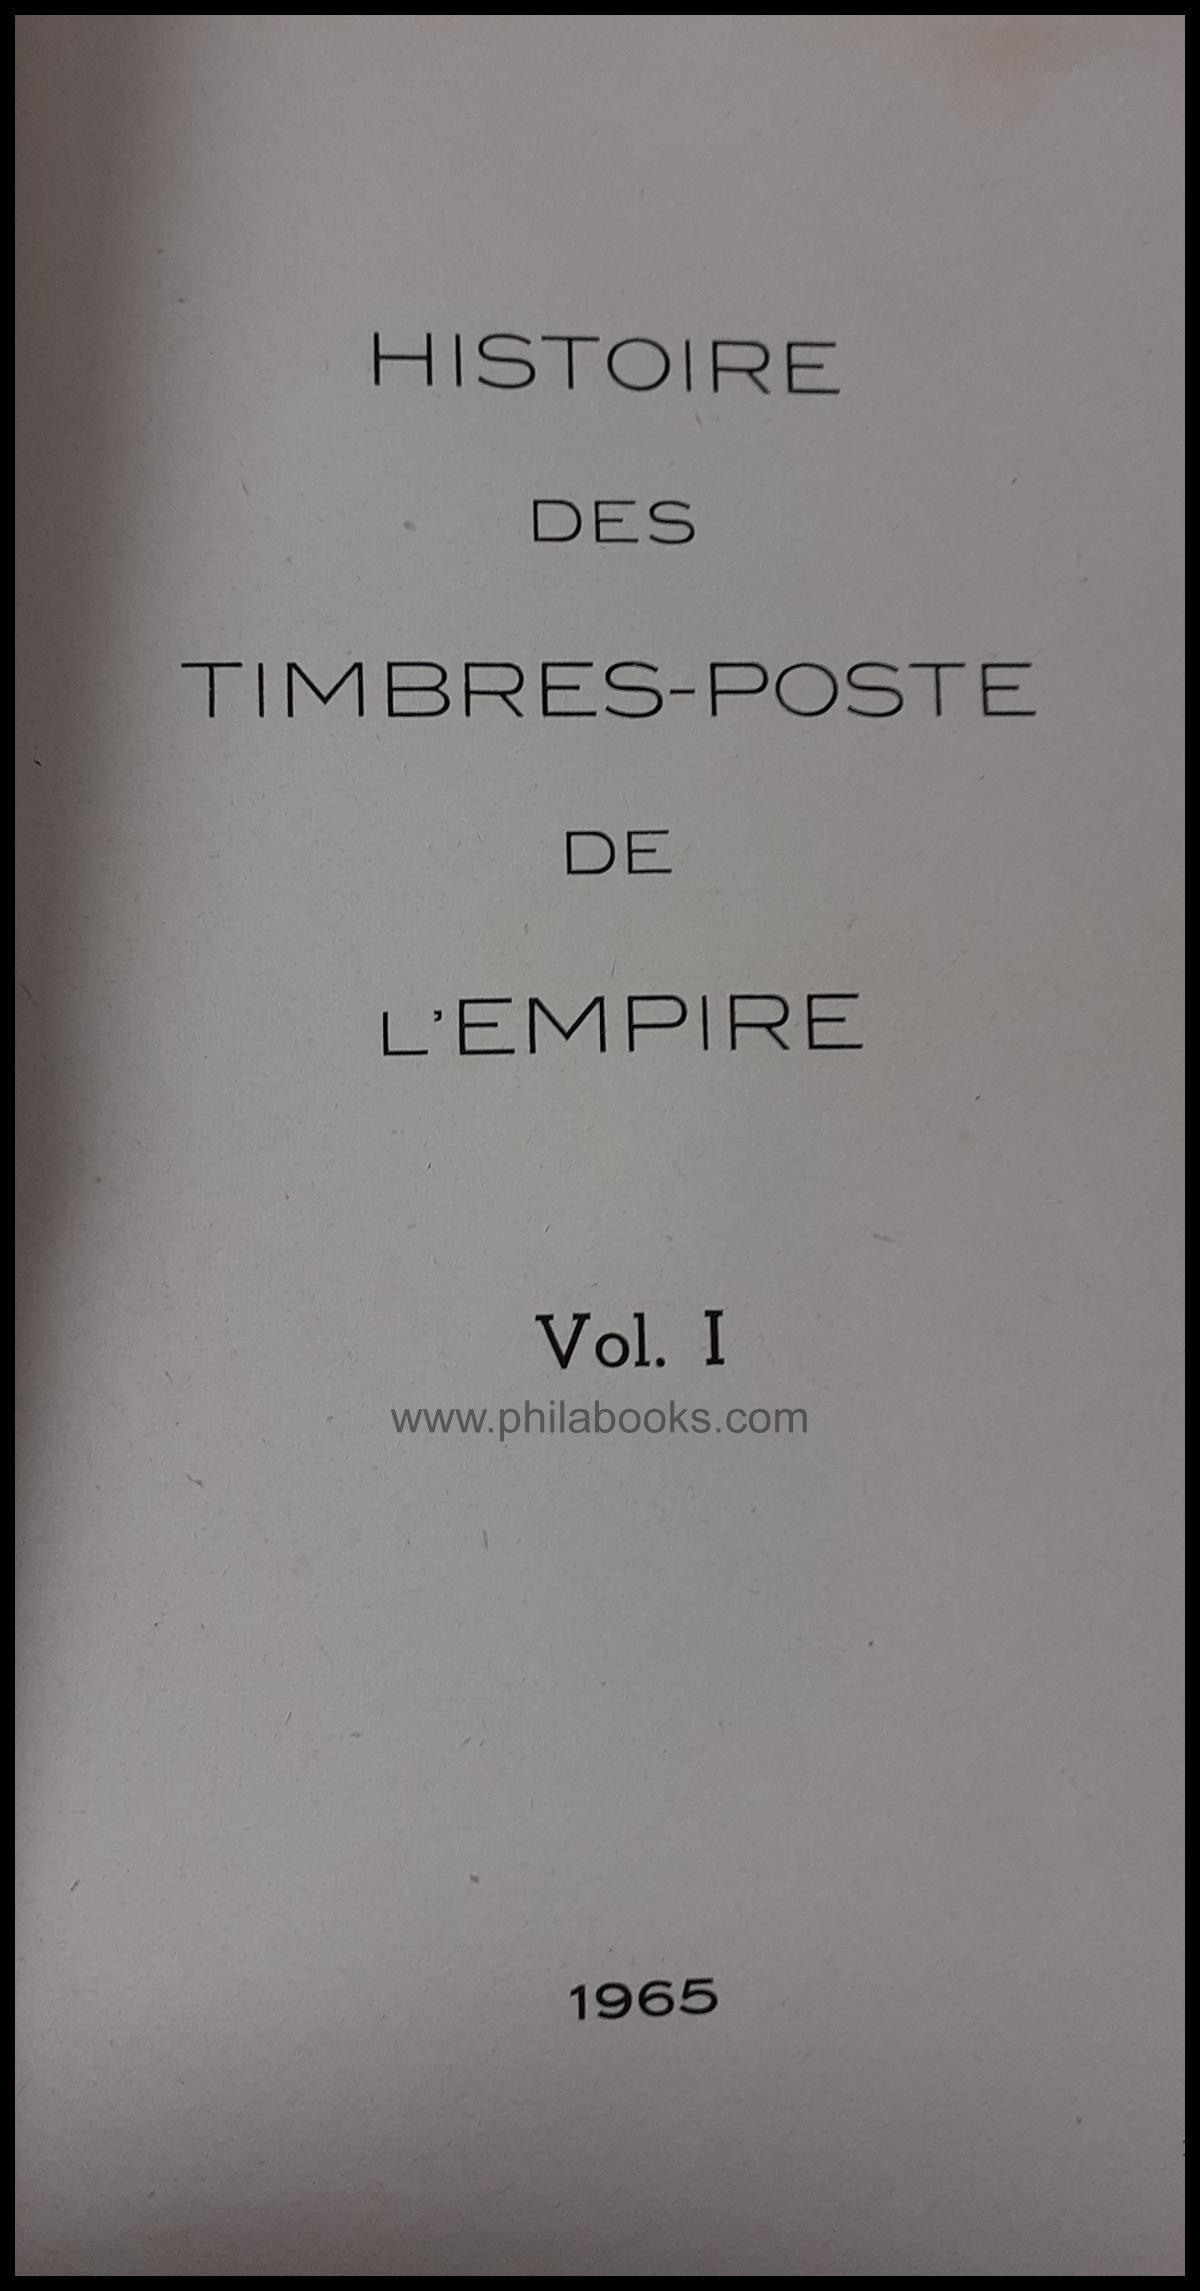 HISTOIRE
DES
TIMBRES-POSTE
DE
L'EMPIRE
Vol. I
www.philabooks.com
1965